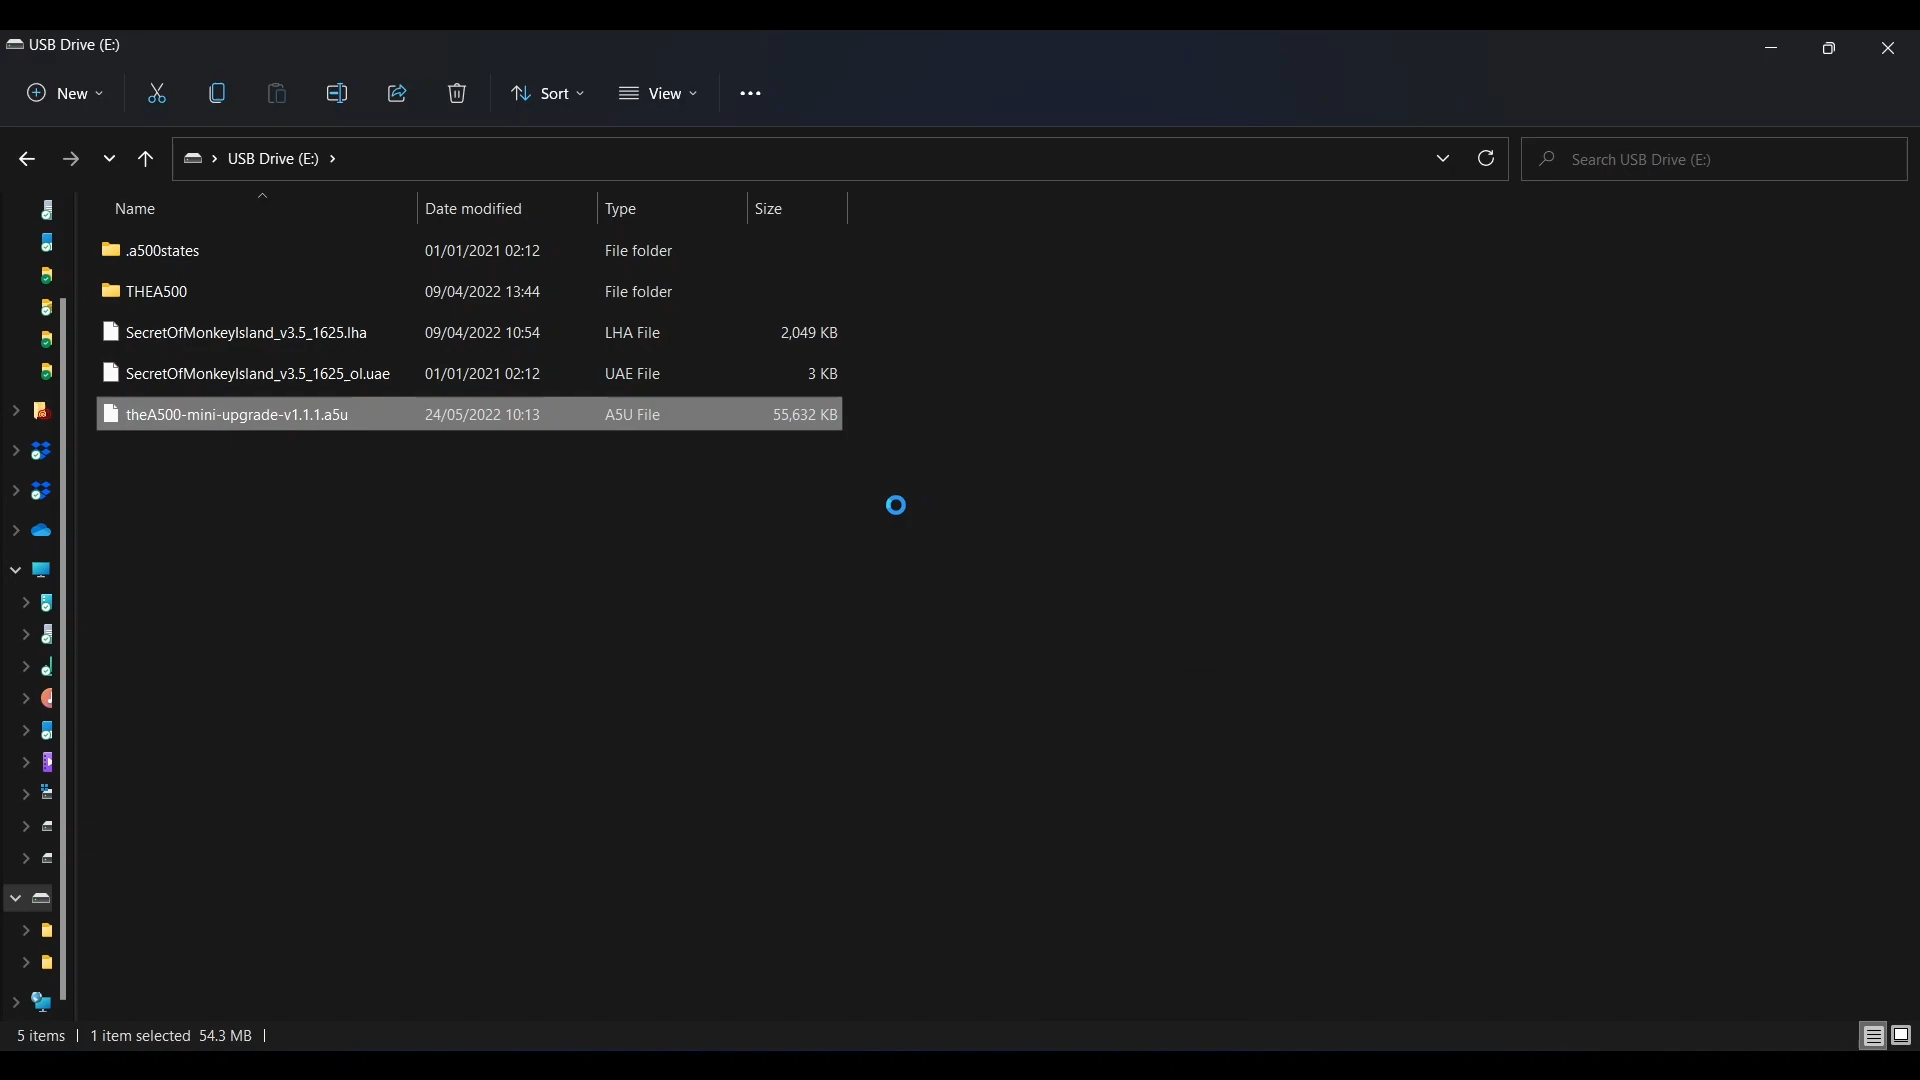 USB Drive (E:)
New
Sort
View
USB Drive (E:)
Search USB Drive (E:)
Name Date modified Type Size
.a500states 01/01/2021 02:12 File folder
THEA500 09/04/2022 13:44 File folder
SecretOfMonkeyIsland_v3.5_1625.lha 09/04/2022 10:54 LHA File 2,049 KB
SecretOfMonkeyIsland_v3.5_1625_ol.uae 01/01/2021 02:12 UAE File 3 KB
theA500-mini-upgrade-v1.1.1.a5u 24/05/2022 10:13 A5U File 55,632 KB
5 items 1 item selected 54.3 MB